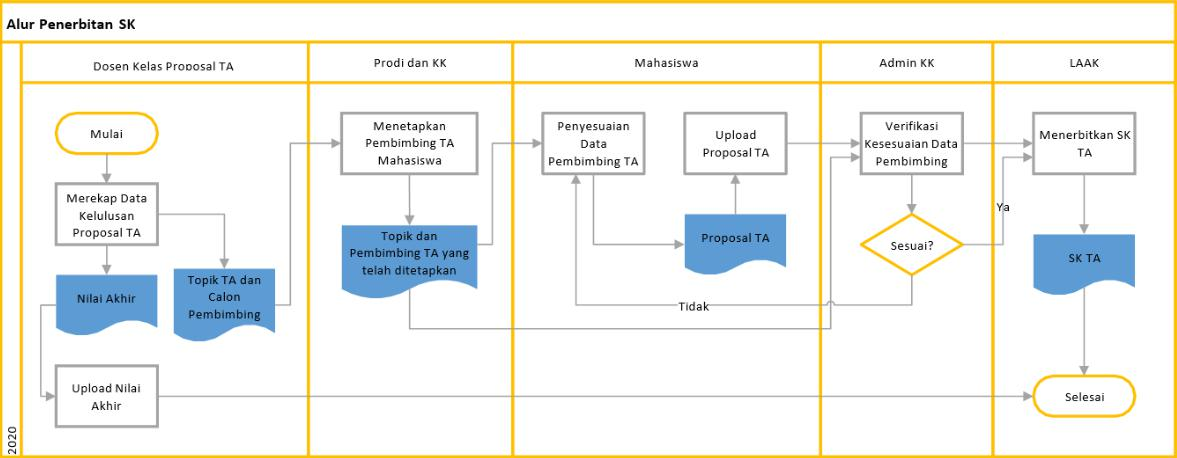 Alur Penerbitan SK
Dosen Kelas Proposal TA
Prodi dan KK
Mahasiswa
Admin KK
LAAK
Mulai
Merekap Data
Kelulusan
Proposal TA
Nilai Akhir
Topik TA dan
Calon
Pembimbing
Upload Nilai
Akhir
Menetapkan
Pembimbing TA
Mahasiswa
Topik dan
Pembimbing TA yang
telah ditetapkan
Penyesuaian
Data
Pembimbing TA
Upload
Proposal TA
Proposal TA
Tidak
Verifikasi
Kesesuaian Data
Pembimbing
Sesuai?
Ya
Menerbitkan SK
TA
SK TA
Selesai
2020